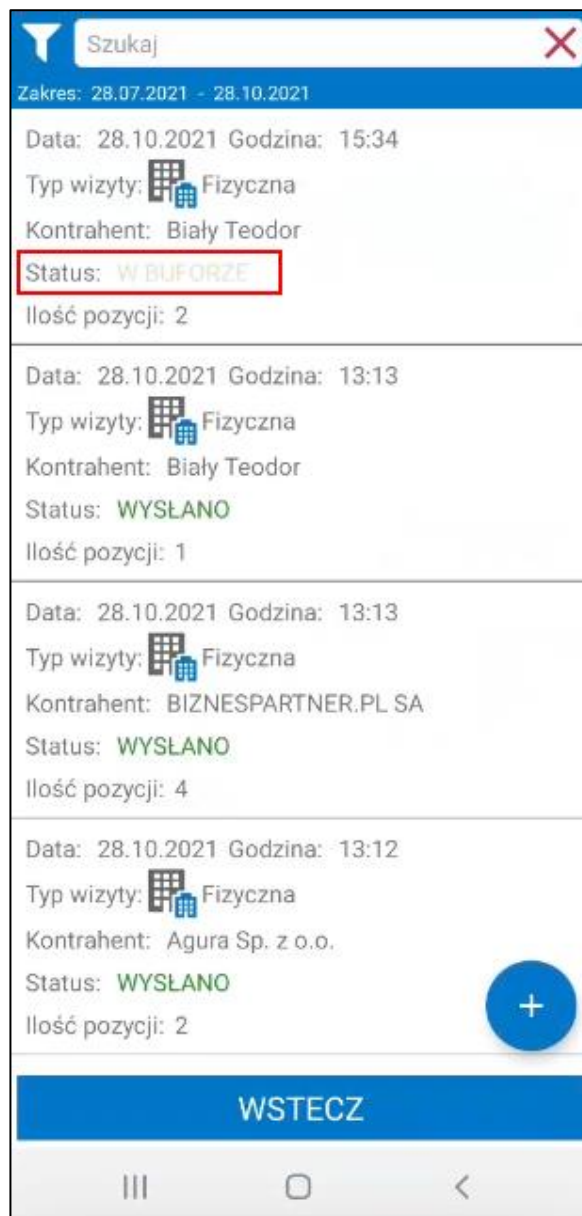 Szukaj
Zakres: 28.07.2021 - 28.10.2021
Data: 28.10.2021 Godzina: 15:34
Typ wizyty: Fizyczna
Kontrahent: Biały Teodor
Status: W BUFORZE
Ilość pozycji: 2
Data: 28.10.2021 Godzina: 13:13
Typ wizyty: Fizyczna
Kontrahent: Biały Teodor
Status: WYSŁANO
Ilość pozycji: 1
Data: 28.10.2021 Godzina: 13:13
Typ wizyty: Fizyczna
Kontrahent: BIZNESPARTNER.PL SA
Status: WYSŁANO
Ilość pozycji: 4
Data: 28.10.2021 Godzina: 13:12
Typ wizyty: Fizyczna
Kontrahent: Agura Sp. z o.o.
Status: WYSŁANO
Ilość pozycji: 2
+
WSTECZ